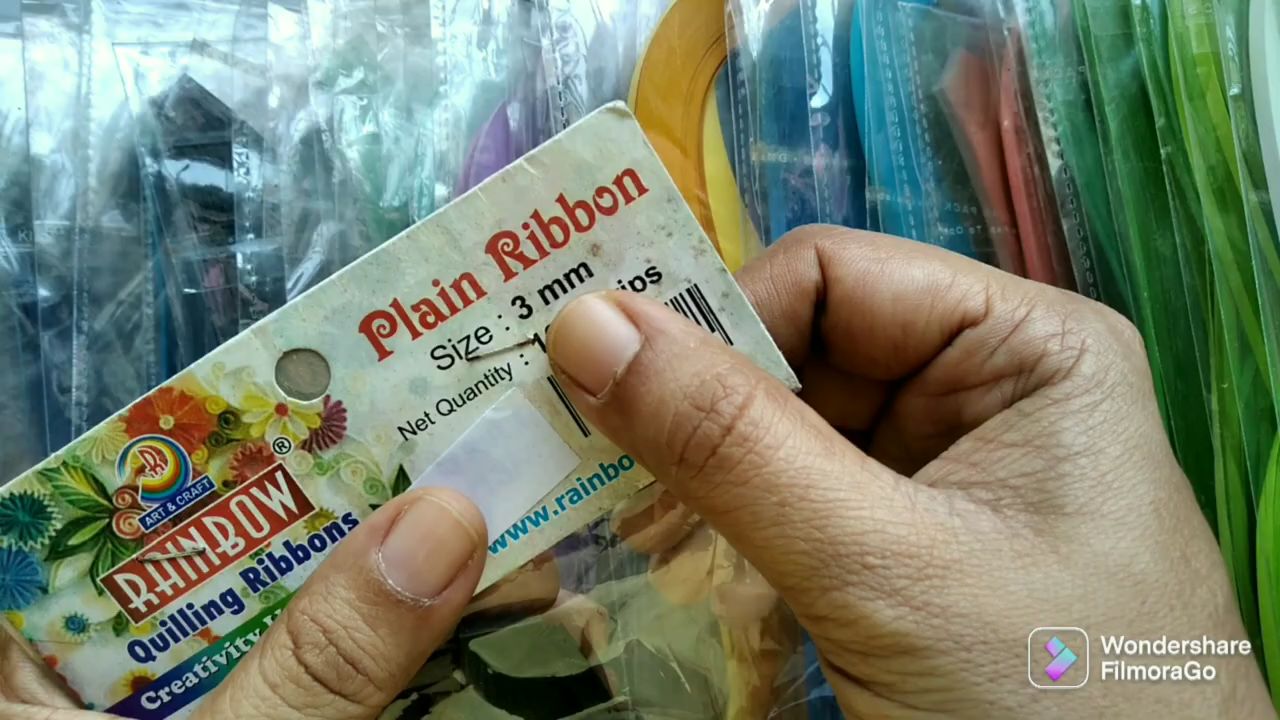 Plain Ribbon
Size : 3 mm
Net Quantity :
www.rainbo
ART & CRAFT
RAINBOW®
Quilling Ribbons
Creativity
Wondershare
FilmoraGo